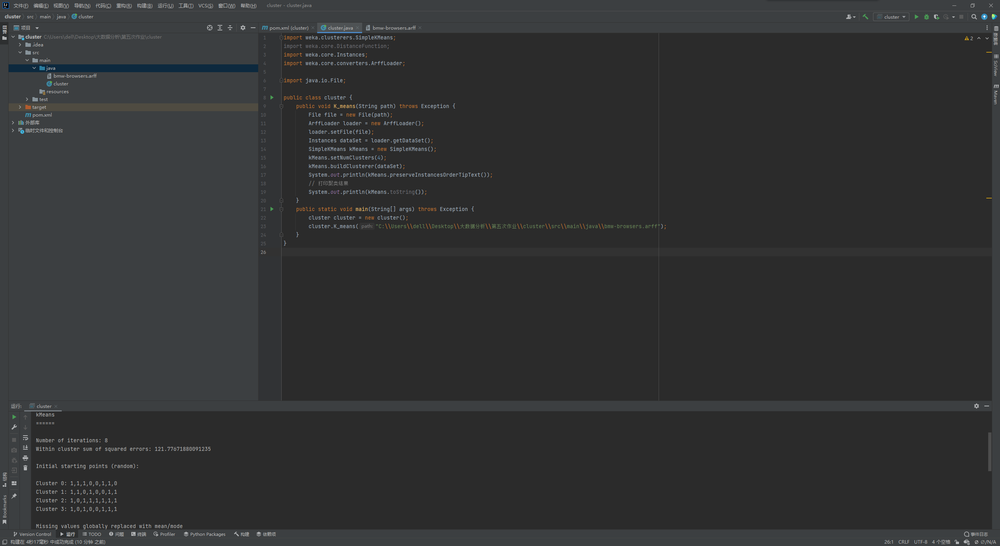 文件(F) 编辑(E) 视图(V) 导航(N) 代码(C) 重构(R) 构建(B) 运行(U) 工具(T) VCS(S) 窗口(W) 帮助(H) cluster - cluster.java
cluster src main java cluster
cluster
项目
项目
pom.xml (cluster) cluster.java bmw-browsers.arff
cluster C:\Users\dell\Desktop\大数据分析\第五次作业\cluster
.idea
src
main
java
bmw-browsers.arff
cluster
resources
test
target
pom.xml
外部库
临时文件和控制台
1 import weka.clusterers.SimpleKMeans;
2 import weka.core.DistanceFunction;
3 import weka.core.Instances;
4 import weka.core.converters.ArffLoader;
5
6 import java.io.File;
7
8 public class cluster {
9 public void K_means(String path) throws Exception {
10 File file = new File(path);
11 ArffLoader loader = new ArffLoader();
12 loader.setFile(file);
13 Instances dataSet = loader.getDataSet();
14 SimpleKMeans kMeans = new SimpleKMeans();
15 kMeans.setNumClusters(4);
16 kMeans.buildClusterer(dataSet);
17 System.out.println(kMeans.preserveInstancesOrderTipText());
18 // 打印聚类结果
19 System.out.println(kMeans.toString());
20 }
21 public static void main(String[] args) throws Exception {
22 cluster cluster = new cluster();
23 cluster.K_means( path: "C:\\Users\\dell\\Desktop\\大数据分析\\第五次作业\\cluster\\src\\main\\java\\bmw-browsers.arff");
24 }
25 }
26
2
数据库
SciView
Maven
运行: cluster
kMeans
======
Number of iterations: 8
Within cluster sum of squared errors: 121.77671880091235
Initial starting points (random):
Cluster 0: 1,1,1,0,0,1,1,0
Cluster 1: 1,1,0,1,0,0,1,1
Cluster 2: 1,0,1,1,1,1,1,1
Cluster 3: 1,0,1,0,0,1,1,1
Missing values globally replaced with mean/mode
结构
Bookmarks
Version Control 运行 TODO 问题 终端 Profiler Python Packages 构建 依赖项 事件日志
构建在 4秒17毫秒 中成功完成 (10 分钟 之前) 26:1 CRLF UTF-8 4 个空格 ∅/N/A